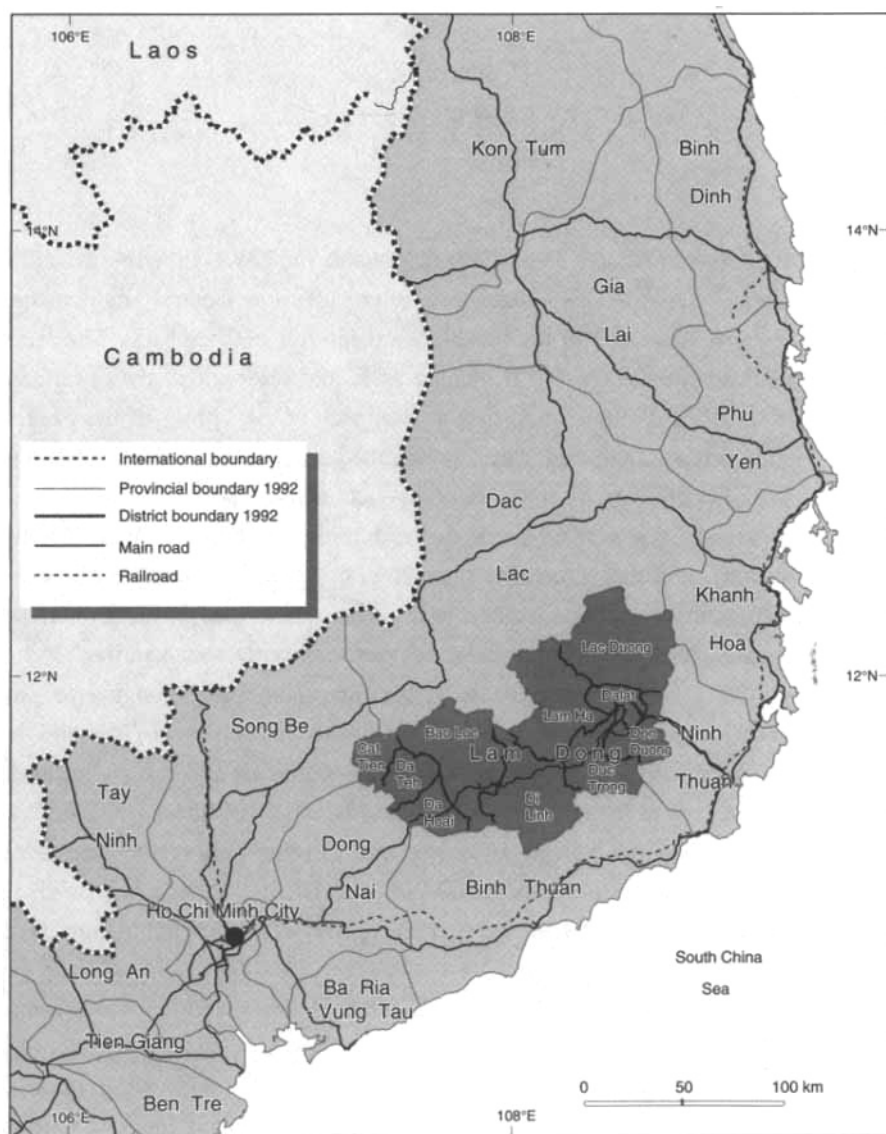 106°E
108°E
Laos
Kon Tum
Binh
Dinh
14°N
14°N
Gia
Lai
Cambodia
Phu
Yen
International boundary
Provincial boundary 1992
District boundary 1992
Main road
Railroad
Dac
Lac
Khanh
Hoa
Lac Duong
12°N
12°N
Dalat
Lam Ha
Song Be
Bao Loc
Ninh
Thuan
Don
Duong
Cat
Tien
Lam Dong
Da
Teh
Duc
Trong
Tay
Ninh
Da
Hoai
Di
Linh
Dong
Nai
Binh Thuan
Ho Chi Minh City
Long An
South China
Sea
Ba Ria
-Vung Tau
Tien Giang
Ben Tre
0 50 100 km
106°E
108°E